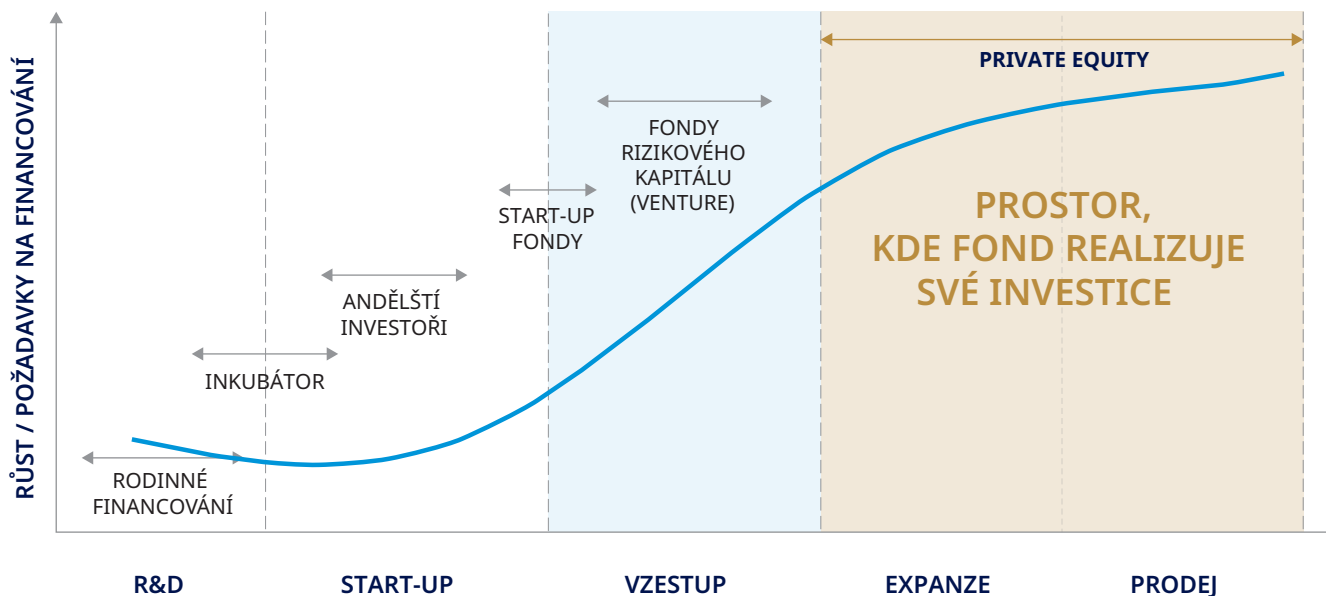 RŮST / POŽADAVKY NA FINANCOVÁNÍ
PRIVATE EQUITY
FONDY
RIZIKOVÉHO
KAPITÁLU
(VENTURE)
START-UP
FONDY
ANDĚLŠTÍ
INVESTOŘI
INKUBÁTOR
RODINNÉ
FINANCOVÁNÍ
PROSTOR,
KDE FOND REALIZUJE
SVÉ INVESTICE
R&D
START-UP
VZESTUP
EXPANZE
PRODEJ